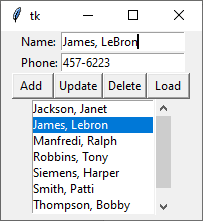 tk
Name: James, LeBron
Phone: 457-6223
Add Update Delete Load
Jackson, Janet
James, Lebron
Manfredi, Ralph
Robbins, Tony
Siemens, Harper
Smith, Patti
Thompson, Bobby